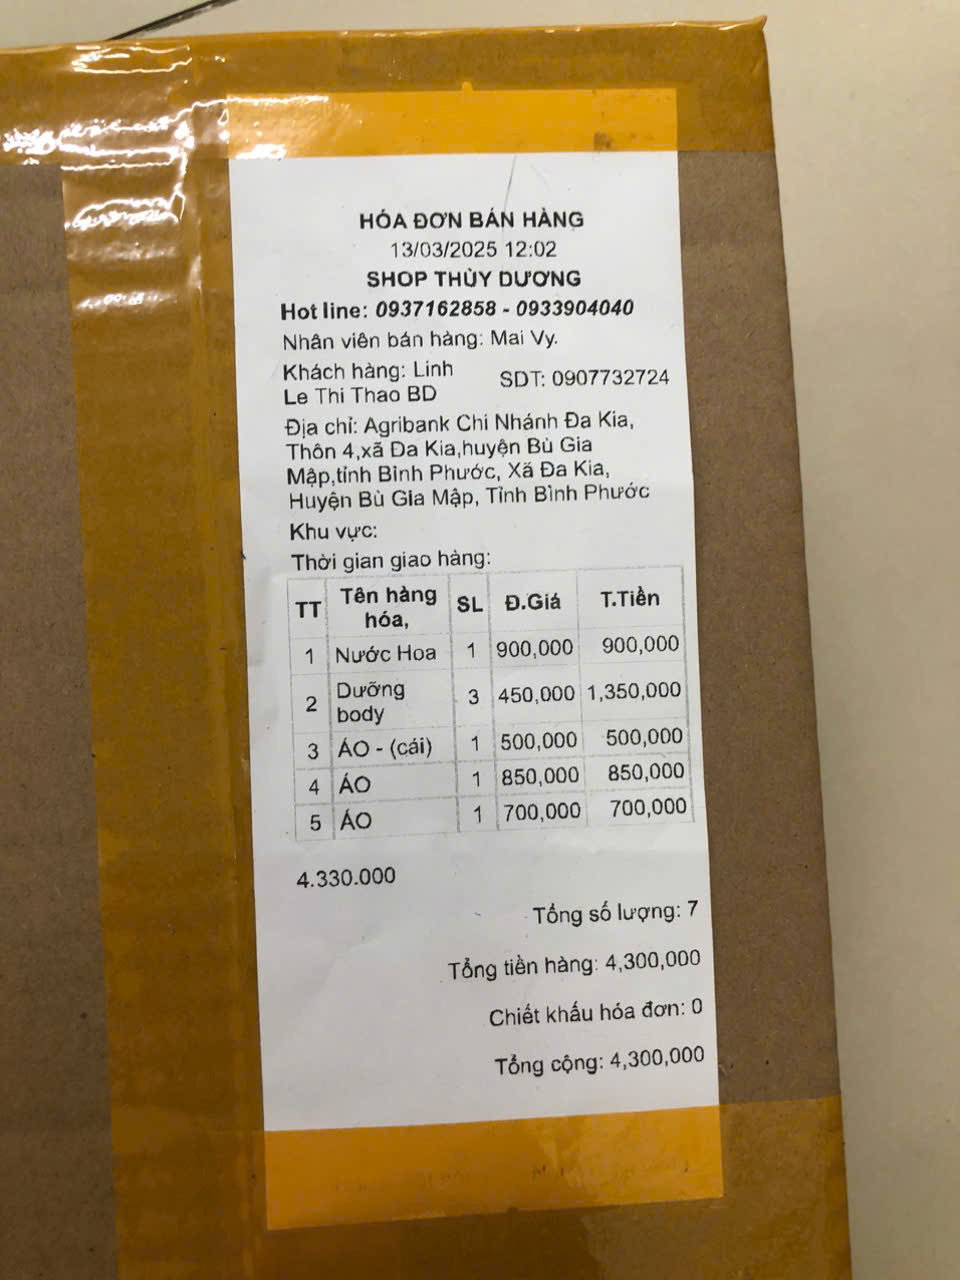 HÓA ĐƠN BÁN HÀNG
13/03/2025 12:02
SHOP THÙY DƯƠNG
Hot line: 0937162858 - 0933904040
Nhân viên bán hàng: Mai Vy.
Khách hàng: Linh
Le Thi Thao BD
SDT: 0907732724
Địa chỉ: Agribank Chi Nhánh Đa Kia,
Thôn 4,xã Đa Kia,huyện Bù Gia
Mập,tỉnh Bình Phước, Xã Đa Kia,
Huyện Bù Gia Mập, Tỉnh Bình Phước
Khu vực:
Thời gian giao hàng:
TT Tên hàng hóa, SL Đ.Giá T.Tiền
1 Nước Hoa 1 900,000 900,000
2 Dưỡng body 3 450,000 1,350,000
3 ÁO - (cái) 1 500,000 500,000
4 ÁO 1 850,000 850,000
5 ÁO 1 700,000 700,000
4.330.000
Tổng số lượng: 7
Tổng tiền hàng: 4,300,000
Chiết khấu hóa đơn: 0
Tổng cộng: 4,300,000